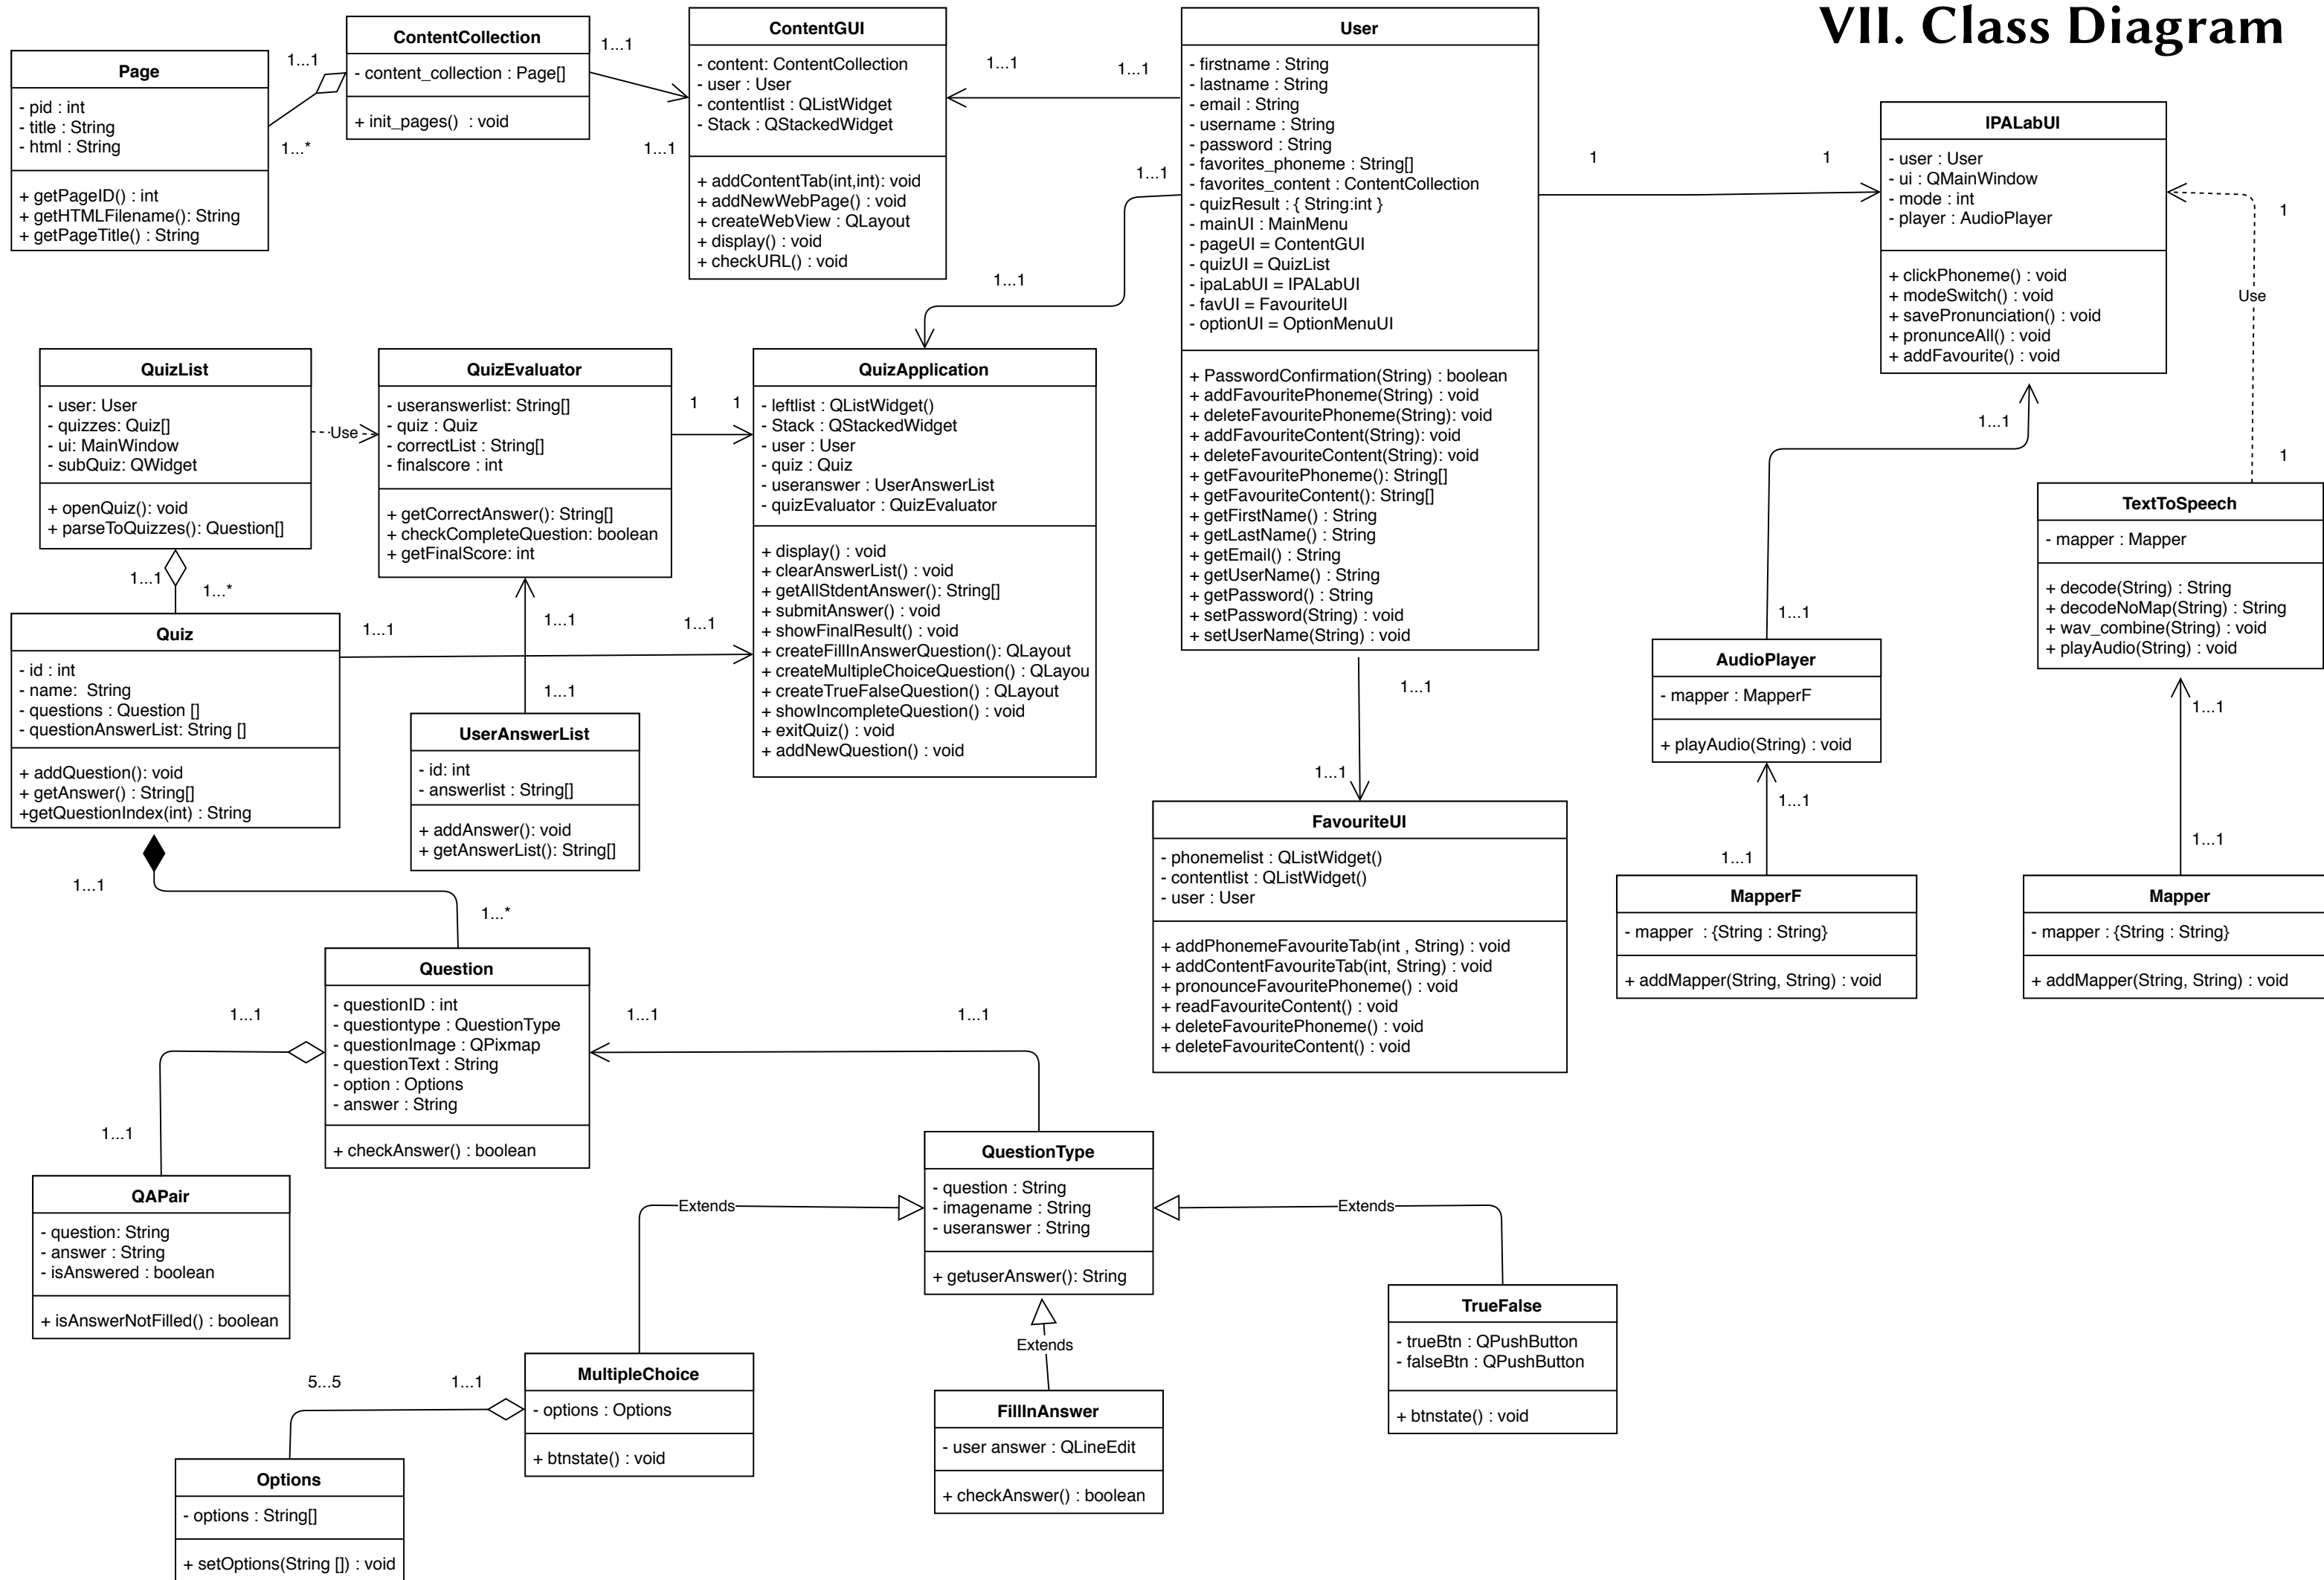 VII. Class Diagram
Page
- pid : int
- title : String
- html : String
+ getPageID() : int
+ getHTMLFilename(): String
+ getPageTitle() : String
1...1
1...*
ContentCollection
- content_collection : Page[]
+ init_pages()  : void
1...1
1...1
ContentGUI
- content: ContentCollection
- user : User
- contentlist : QListWidget
- Stack : QStackedWidget
+ addContentTab(int,int): void
+ addNewWebPage() : void
+ createWebView : QLayout
+ display() : void
+ checkURL() : void
1...1
1...1
1...1
1...1
User
- firstname : String
- lastname : String
- email : String
- username : String
- password : String
- favorites_phoneme : String[]
- favorites_content : ContentCollection
- quizResult : { String:int }
- mainUI : MainMenu
- pageUI = ContentGUI
- quizUI = QuizList
- ipaLabUI = IPALabUI
- favUI = FavouriteUI
- optionUI = OptionMenuUI
+ PasswordConfirmation(String) : boolean
+ addFavouritePhoneme(String) : void
+ deleteFavouritePhoneme(String): void
+ addFavouriteContent(String): void
+ deleteFavouriteContent(String): void
+ getFavouritePhoneme(): String[]
+ getFavouriteContent(): String[]
+ getFirstName() : String
+ getLastName() : String
+ getEmail() : String
+ getUserName() : String
+ getPassword() : String
+ setPassword(String) : void
+ setUserName(String) : void
1
1
IPALabUI
- user : User
- ui : QMainWindow
- mode : int
- player : AudioPlayer
+ clickPhoneme() : void
+ modeSwitch() : void
+ savePronunciation() : void
+ pronunceAll() : void
+ addFavourite() : void
1
Use
1
1...1
1...1
TextToSpeech
- mapper : Mapper
+ decode(String) : String
+ decodeNoMap(String) : String
+ wav_combine(String) : void
+ playAudio(String) : void
QuizList
- user: User
- quizzes: Quiz[]
- ui: MainWindow
- subQuiz: QWidget
+ openQuiz(): void
+ parseToQuizzes(): Question[]
Use
QuizEvaluator
- useranswerlist: String[]
- quiz : Quiz
- correctList : String[]
- finalscore : int
+ getCorrectAnswer(): String[]
+ checkCompleteQuestion: boolean
+ getFinalScore: int
1
1
QuizApplication
- leftlist : QListWidget()
- Stack : QStackedWidget
- user : User
- quiz : Quiz
- useranswer : UserAnswerList
- quizEvaluator : QuizEvaluator
+ display() : void
+ clearAnswerList() : void
+ getAllStdentAnswer(): String[]
+ submitAnswer() : void
+ showFinalResult() : void
+ createFillInAnswerQuestion(): QLayout
+ createMultipleChoiceQuestion() : QLayou
+ createTrueFalseQuestion() : QLayout
+ showIncompleteQuestion() : void
+ exitQuiz() : void
+ addNewQuestion() : void
1...1
1...*
Quiz
- id : int
- name:  String
- questions : Question []
- questionAnswerList: String []
+ addQuestion(): void
+ getAnswer() : String[]
+getQuestionIndex(int) : String
1...1
1...1
1...1
1...1
UserAnswerList
- id: int
- answerlist : String[]
+ addAnswer(): void
+ getAnswerList(): String[]
1...1
1...1
FavouriteUI
- phonemelist : QListWidget()
- contentlist : QListWidget()
- user : User
+ addPhonemeFavouriteTab(int , String) : void
+ addContentFavouriteTab(int, String) : void
+ pronounceFavouritePhoneme() : void
+ readFavouriteContent() : void
+ deleteFavouritePhoneme() : void
+ deleteFavouriteContent() : void
AudioPlayer
- mapper : MapperF
+ playAudio(String) : void
1...1
1...1
MapperF
- mapper  : {String : String}
+ addMapper(String, String) : void
1...1
1...1
Mapper
- mapper : {String : String}
+ addMapper(String, String) : void
1...1
1...*
Question
- questionID : int
- questiontype : QuestionType
- questionImage : QPixmap
- questionText : String
- option : Options
- answer : String
+ checkAnswer() : boolean
1...1
1...1
1...1
1...1
QAPair
- question: String
- answer : String
- isAnswered : boolean
+ isAnswerNotFilled() : boolean
QuestionType
- question : String
- imagename : String
- useranswer : String
+ getuserAnswer(): String
Extends
Extends
Extends
TrueFalse
- trueBtn : QPushButton
- falseBtn : QPushButton
+ btnstate() : void
MultipleChoice
- options : Options
+ btnstate() : void
FillInAnswer
- user answer : QLineEdit
+ checkAnswer() : boolean
5...5
1...1
Options
- options : String[]
+ setOptions(String []) : void